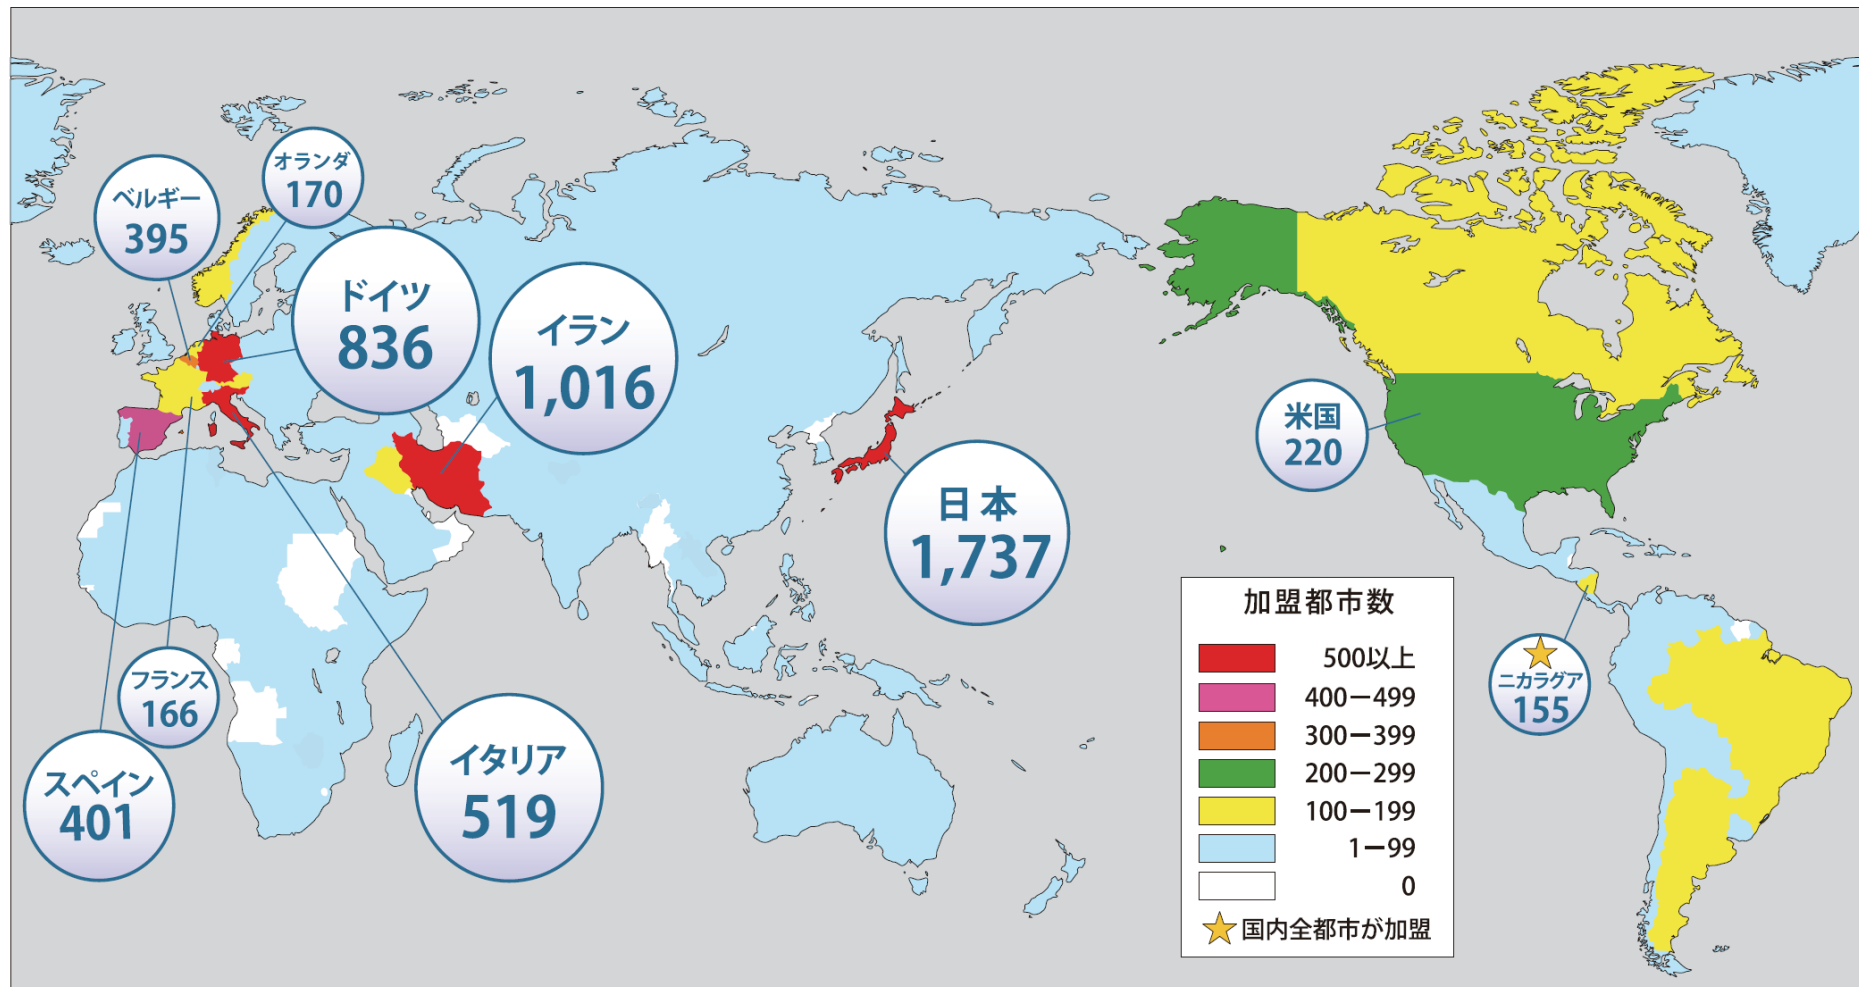 オランダ
170
ベルギー
395
ドイツ
836
イラン
1,016
日本
1,737
米国
220
フランス
166
スペイン
401
イタリア
519
ニカラグア
155
加盟都市数
500以上
400－499
300－399
200－299
100－199
1－99
0
国内全都市が加盟